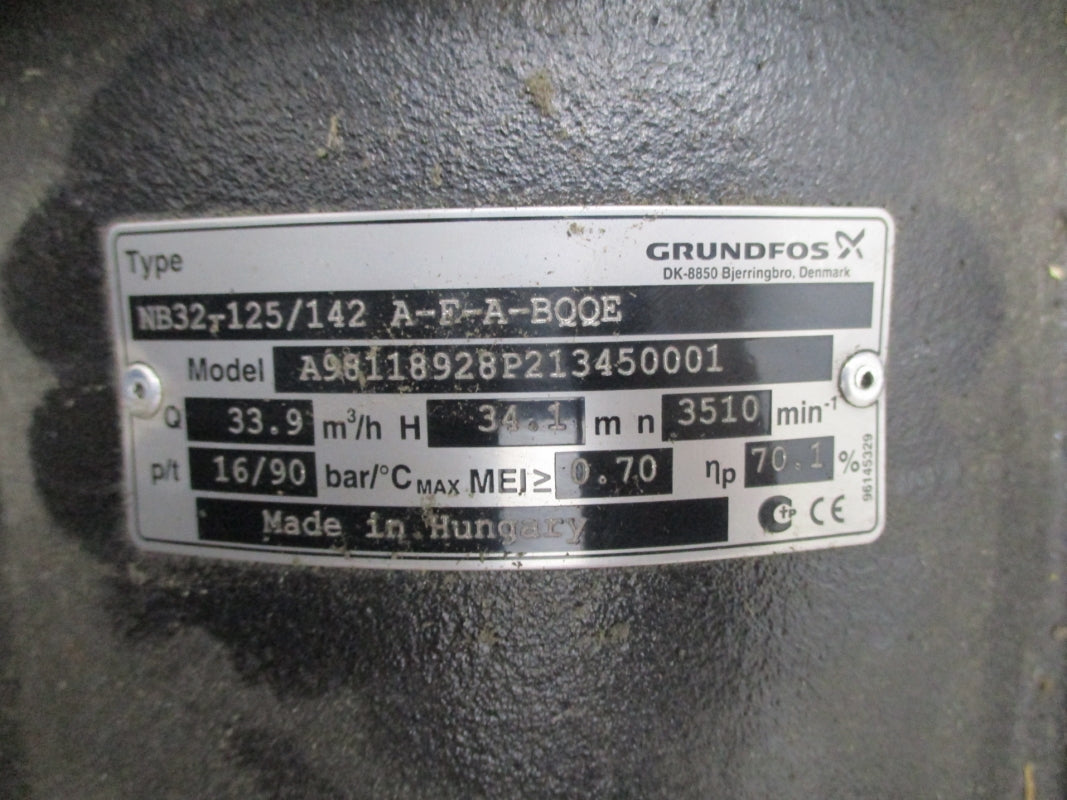 Type
GRUNDFOS
DK-8850 Bjerringbro, Denmark
NB32-125/142 A-F-A-BQQE
Model A98118928P213450001
Q 33.9 m³/h H 34.1 m n 3510 min⁻¹
p/t 16/90 bar/°C MAX MEI ≥ 0.70 ηp 70.1 %
Made in Hungary
CE
96145329